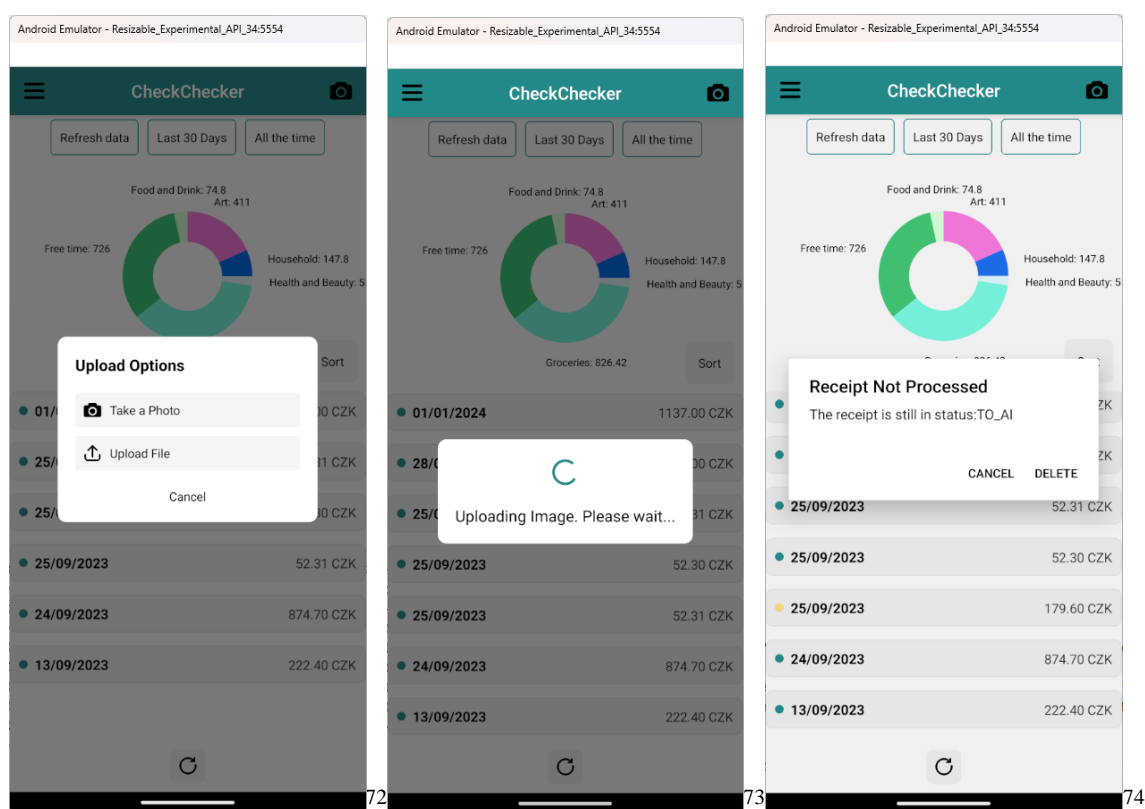 Android Emulator - Resizable_Experimental_API_34:5554
CheckChecker
Refresh data
Last 30 Days
All the time
Food and Drink: 74.8
Art: 411
Free time: 726
Household: 147.8
Health and Beauty: 5
Upload Options
Sort
Take a Photo
01/
00 CZK
Upload File
25/
31 CZK
Cancel
25/
30 CZK
25/09/2023
52.31 CZK
24/09/2023
874.70 CZK
13/09/2023
222.40 CZK
72
Android Emulator - Resizable_Experimental_API_34:5554
CheckChecker
Refresh data
Last 30 Days
All the time
Food and Drink: 74.8
Art: 411
Free time: 726
Household: 147.8
Health and Beauty: 5
Groceries: 826.42
Sort
01/01/2024
1137.00 CZK
28/0
00 CZK
25/0
31 CZK
Uploading Image. Please wait...
25/09/2023
52.30 CZK
25/09/2023
52.31 CZK
24/09/2023
874.70 CZK
13/09/2023
222.40 CZK
73
Android Emulator - Resizable_Experimental_API_34:5554
CheckChecker
Refresh data
Last 30 Days
All the time
Food and Drink: 74.8
Art: 411
Free time: 726
Household: 147.8
Health and Beauty: 5
Receipt Not Processed
The receipt is still in status:TO_AI
ZK
ZK
CANCEL
DELETE
25/09/2023
52.31 CZK
25/09/2023
52.30 CZK
25/09/2023
179.60 CZK
24/09/2023
874.70 CZK
13/09/2023
222.40 CZK
74